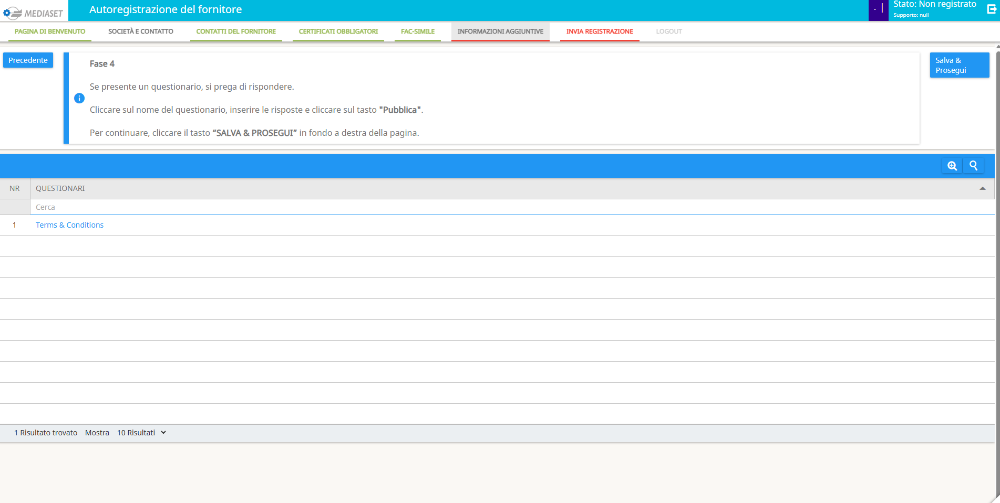 MEDIASET
Autoregistrazione del fornitore
- |
Stato: Non registrato
Supporto: null
PAGINA DI BENVENUTO
SOCIETÀ E CONTATTO
CONTATTI DEL FORNITORE
CERTIFICATI OBBLIGATORI
FAC-SIMILE
INFORMAZIONI AGGIUNTIVE
INVIA REGISTRAZIONE
LOGOUT
Precedente
Fase 4
Se presente un questionario, si prega di rispondere.
Cliccare sul nome del questionario, inserire le risposte e cliccare sul tasto "Pubblica".
Per continuare, cliccare il tasto “SALVA & PROSEGUI” in fondo a destra della pagina.
Salva &
Prosegui
NR QUESTIONARI
Cerca
1 Terms & Conditions
1 Risultato trovato Mostra 10 Risultati